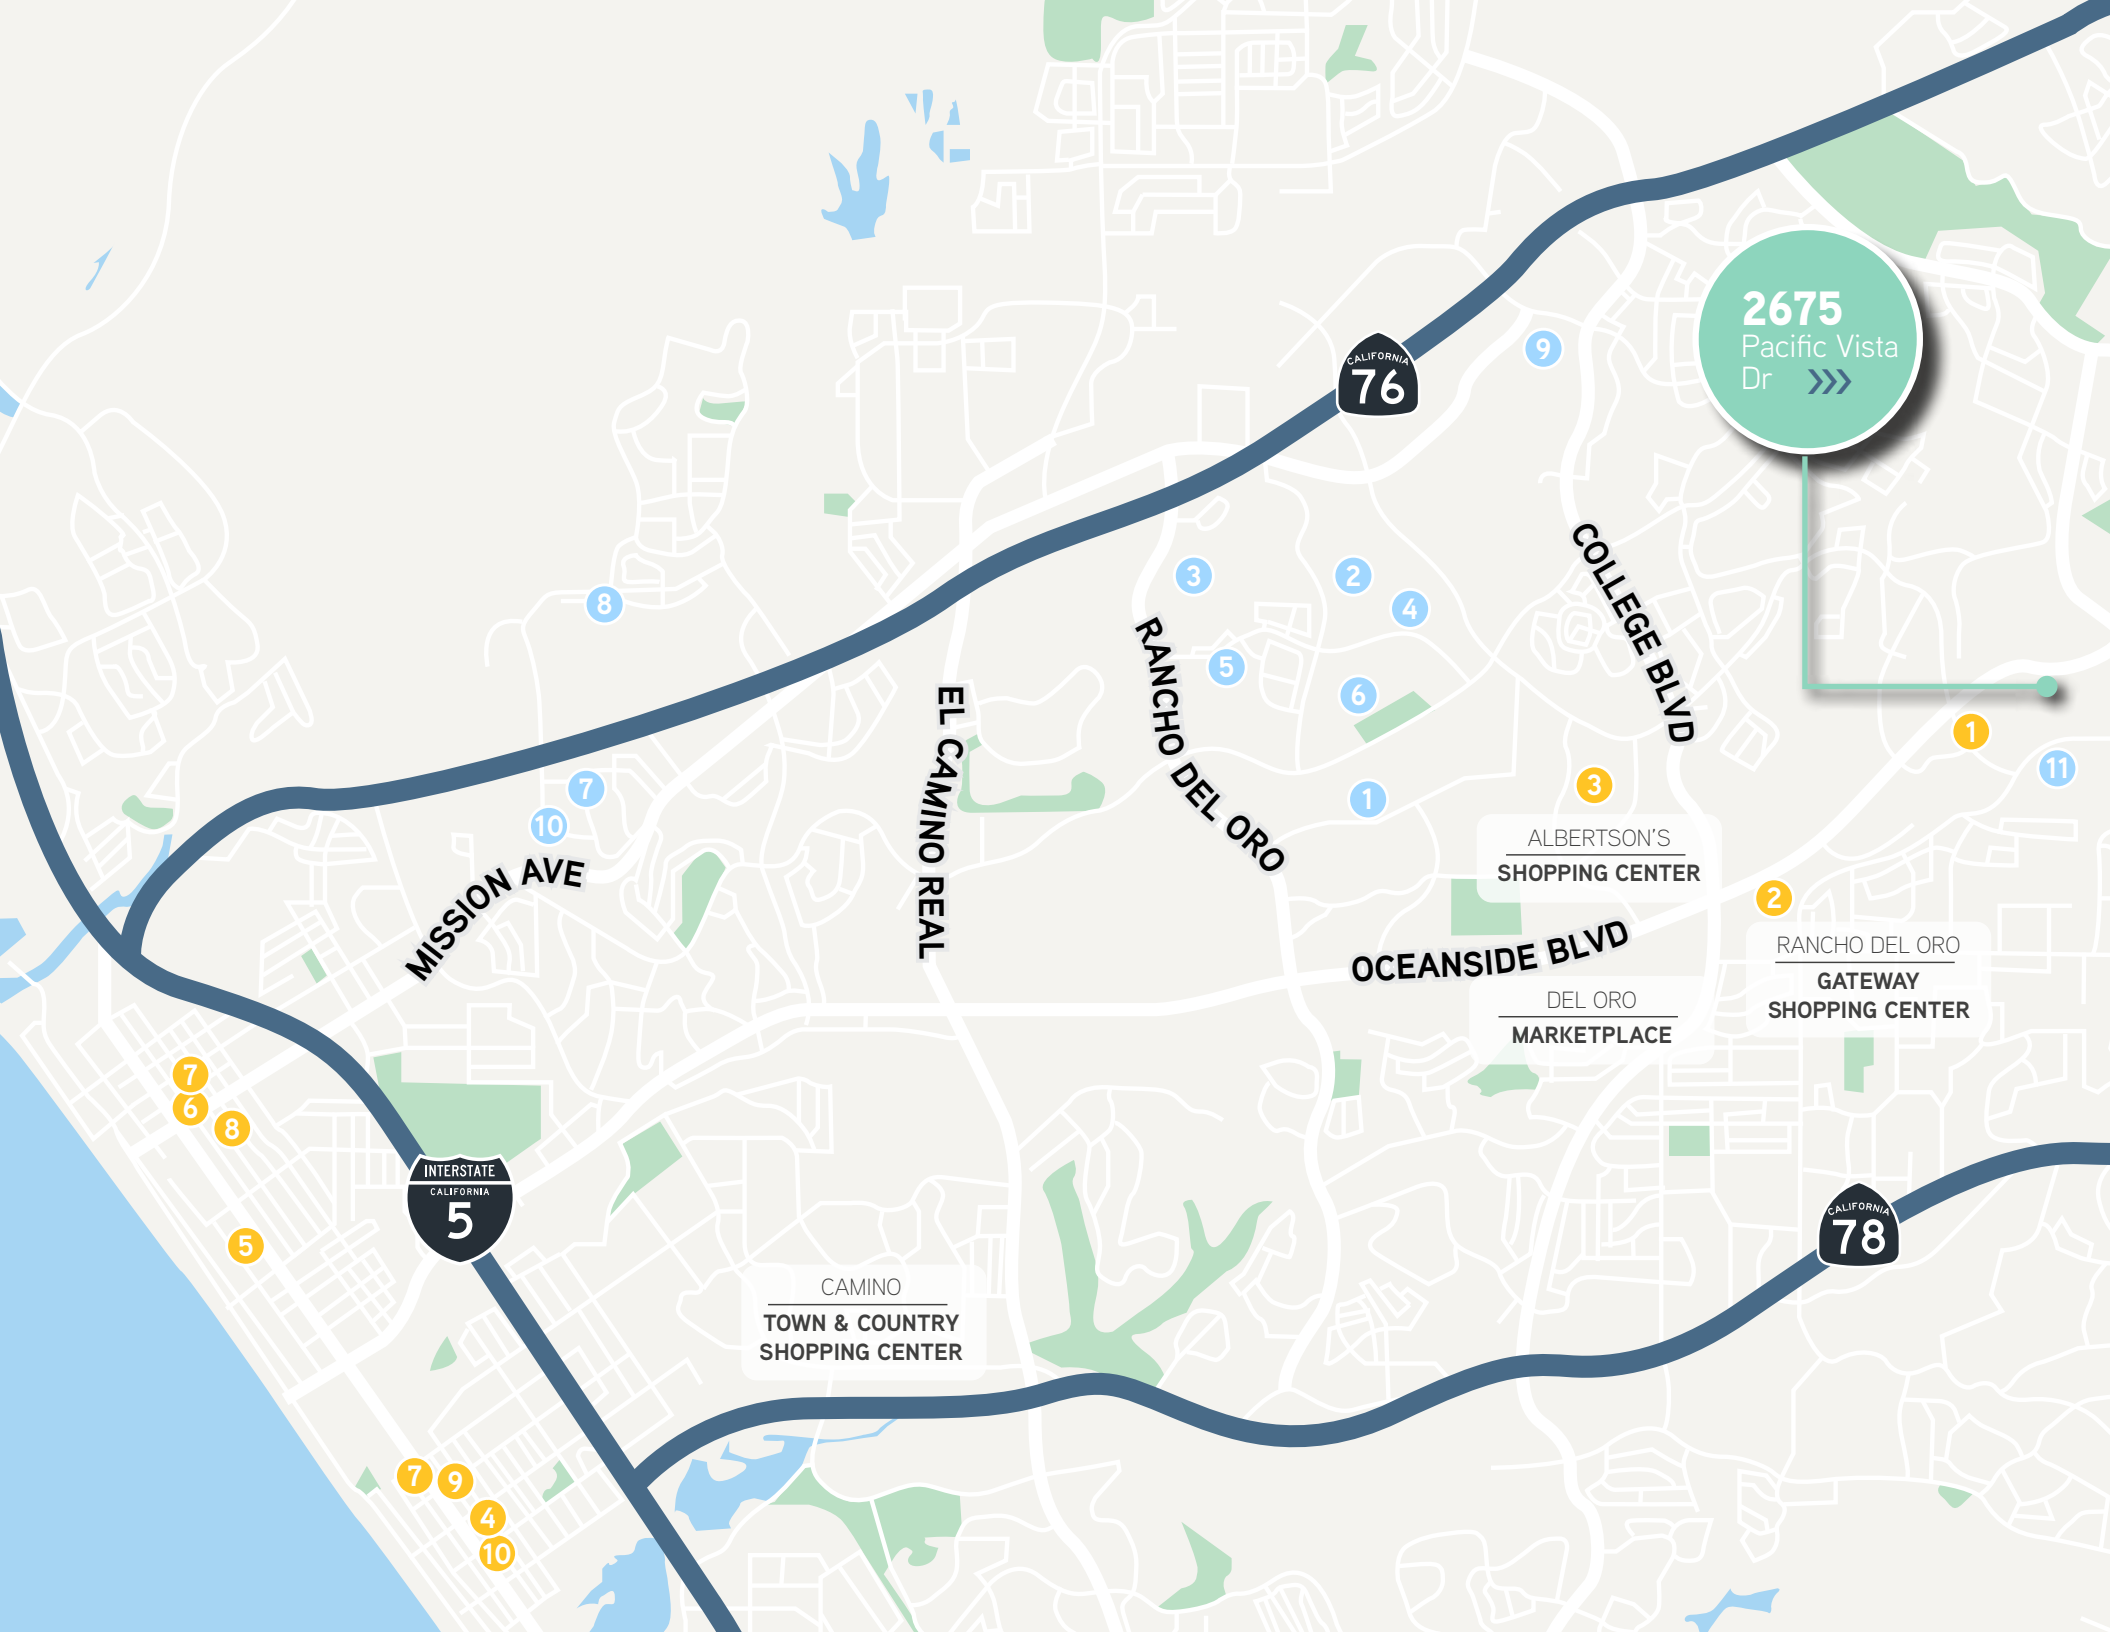 2675
Pacific Vista
Dr
CALIFORNIA
76
9
8
3
2
4
5
6
COLLEGE BLVD
RANCHO DEL ORO
EL CAMINO REAL
1
11
7
10
1
3
MISSION AVE
ALBERTSON'S
SHOPPING CENTER
2
OCEANSIDE BLVD
RANCHO DEL ORO
GATEWAY
SHOPPING CENTER
DEL ORO
MARKETPLACE
7
6
8
INTERSTATE
CALIFORNIA
5
5
CALIFORNIA
78
CAMINO
TOWN & COUNTRY
SHOPPING CENTER
7
9
4
10